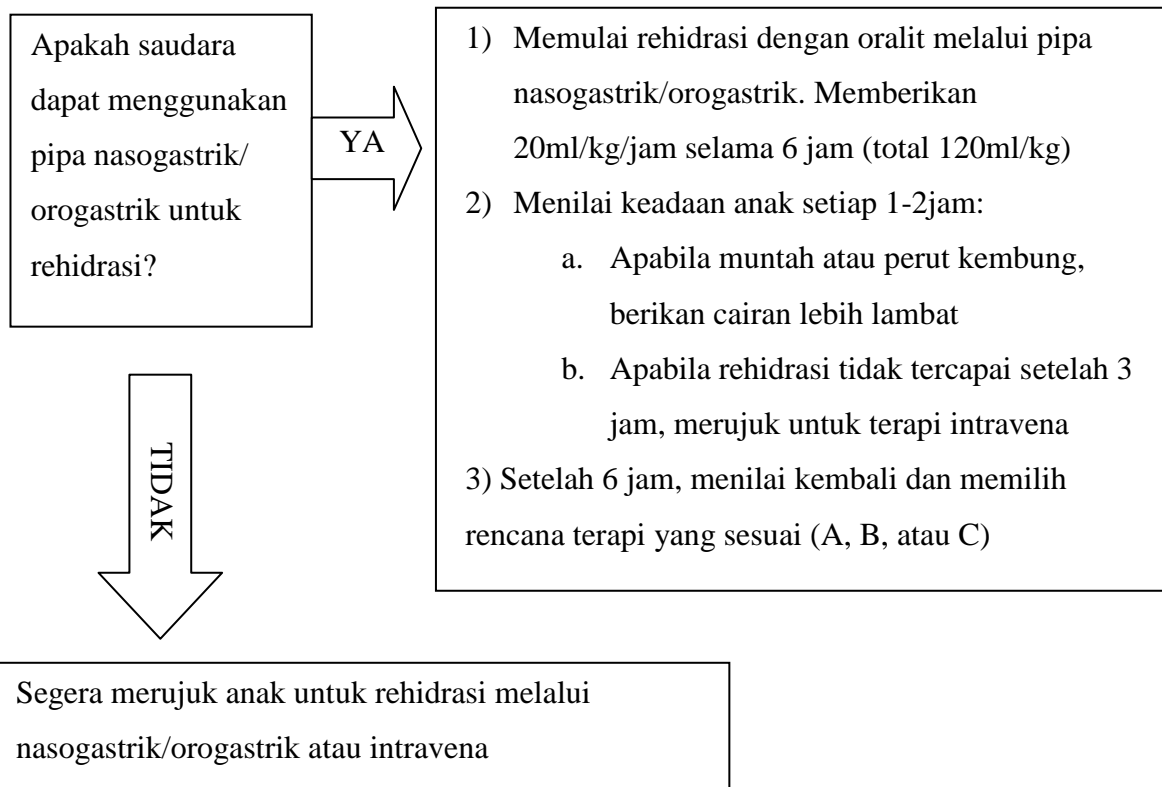 Apakah saudara
dapat menggunakan
pipa nasogastrik/
orogastrik untuk
rehidrasi?
YA
1) Memulai rehidrasi dengan oralit melalui pipa
nasogastrik/orogastrik. Memberikan
20ml/kg/jam selama 6 jam (total 120ml/kg)
2) Menilai keadaan anak setiap 1-2jam:
a. Apabila muntah atau perut kembung,
berikan cairan lebih lambat
b. Apabila rehidrasi tidak tercapai setelah 3
jam, merujuk untuk terapi intravena
3) Setelah 6 jam, menilai kembali dan memilih
rencana terapi yang sesuai (A, B, atau C)
TIDAK
Segera merujuk anak untuk rehidrasi melalui
nasogastrik/orogastrik atau intravena